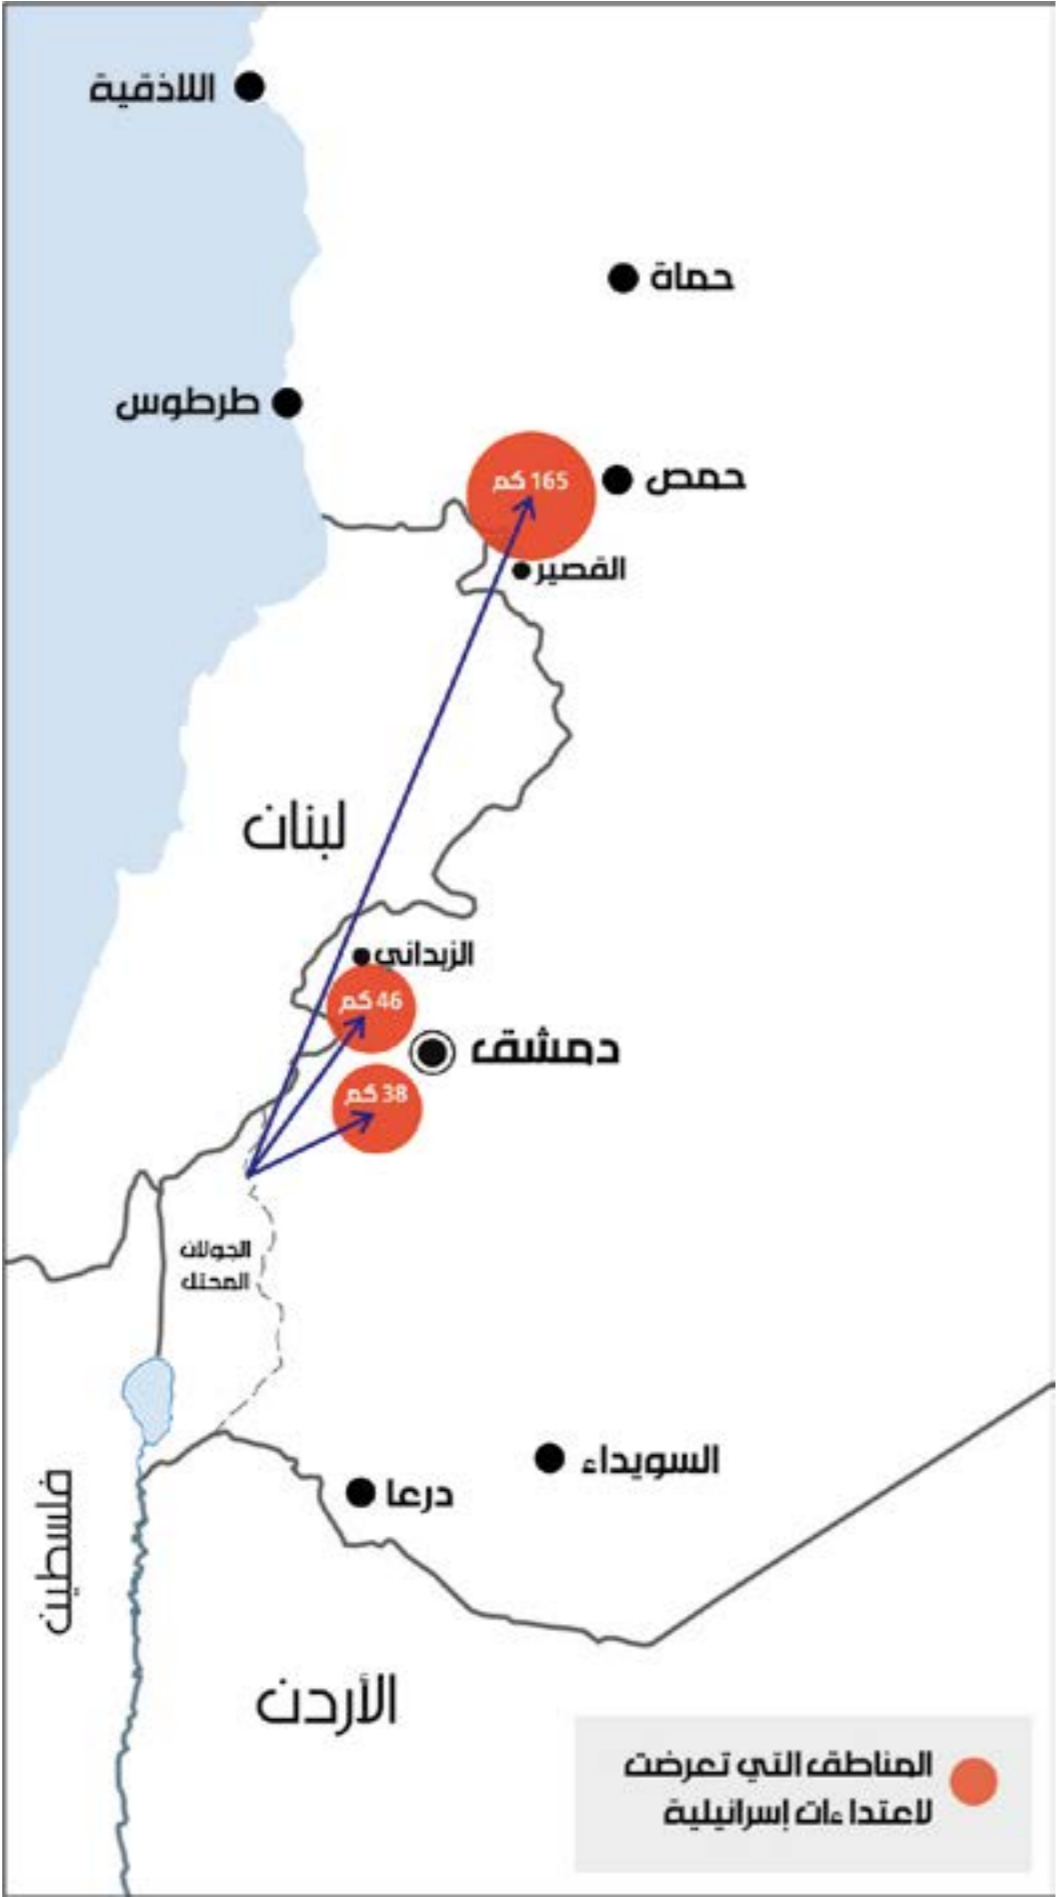 اللاذقية
حماة
طرطوس
165 كم
حمص
القصير
لبنان
الزبداني
46 كم
دمشق
38 كم
الجولان
المحتل
السويداء
درعا
فلسطين
الأردن
المناطق التي تعرضت
لاعتداءات إسرائيلية